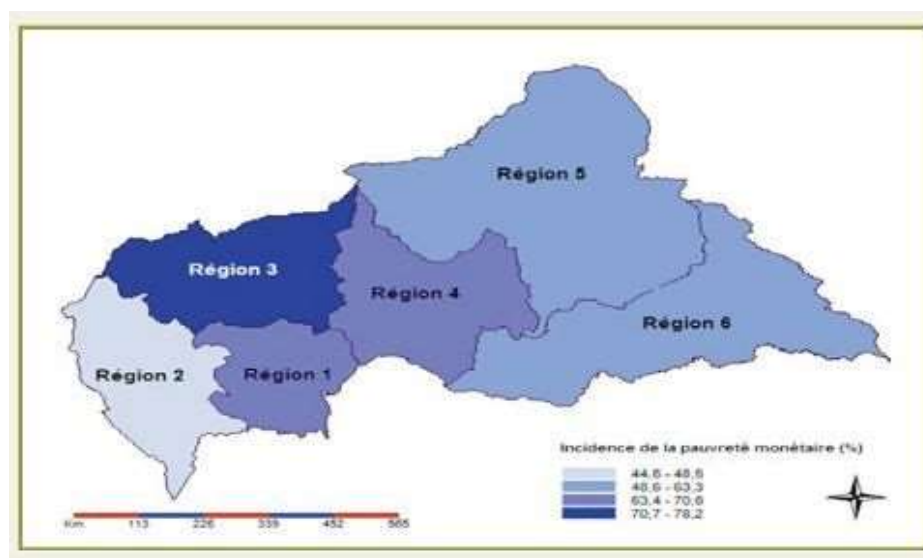 Région 5
Région 3
Région 4
Région 6
Région 2
Région 1
Incidence de la pauvreté monétaire (%)
44,6 - 48,5
48,6 - 63,3
63,4 - 70,6
70,7 - 78,2
Km 113 226 339 452 565